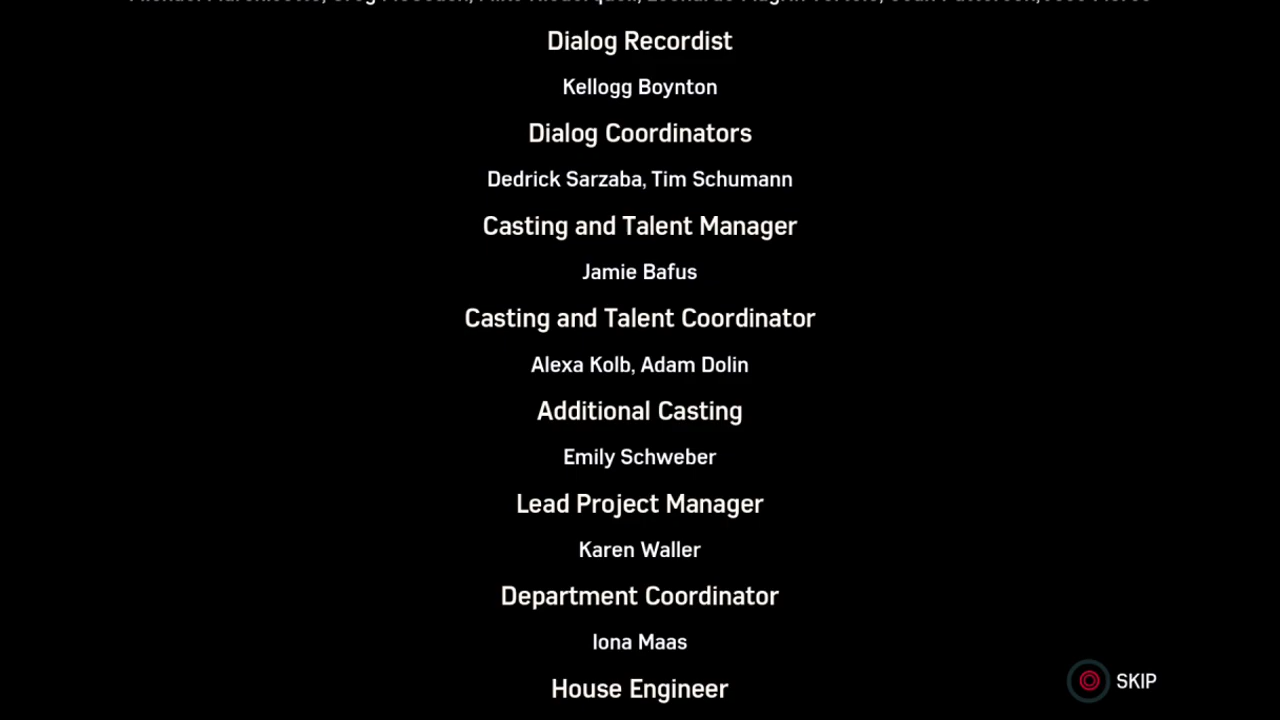 Dialog Recordist
Kellogg Boynton
Dialog Coordinators
Dedrick Sarzaba, Tim Schumann
Casting and Talent Manager
Jamie Bafus
Casting and Talent Coordinator
Alexa Kolb, Adam Dolin
Additional Casting
Emily Schweber
Lead Project Manager
Karen Waller
Department Coordinator
Iona Maas
House Engineer
SKIP